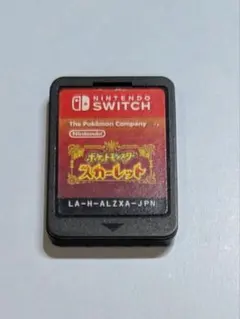 NINTENDO
SWITCH
The Pokémon Company
Nintendo
ポケットモンスター
スカーレット
LA-H-ALZXA-JPN